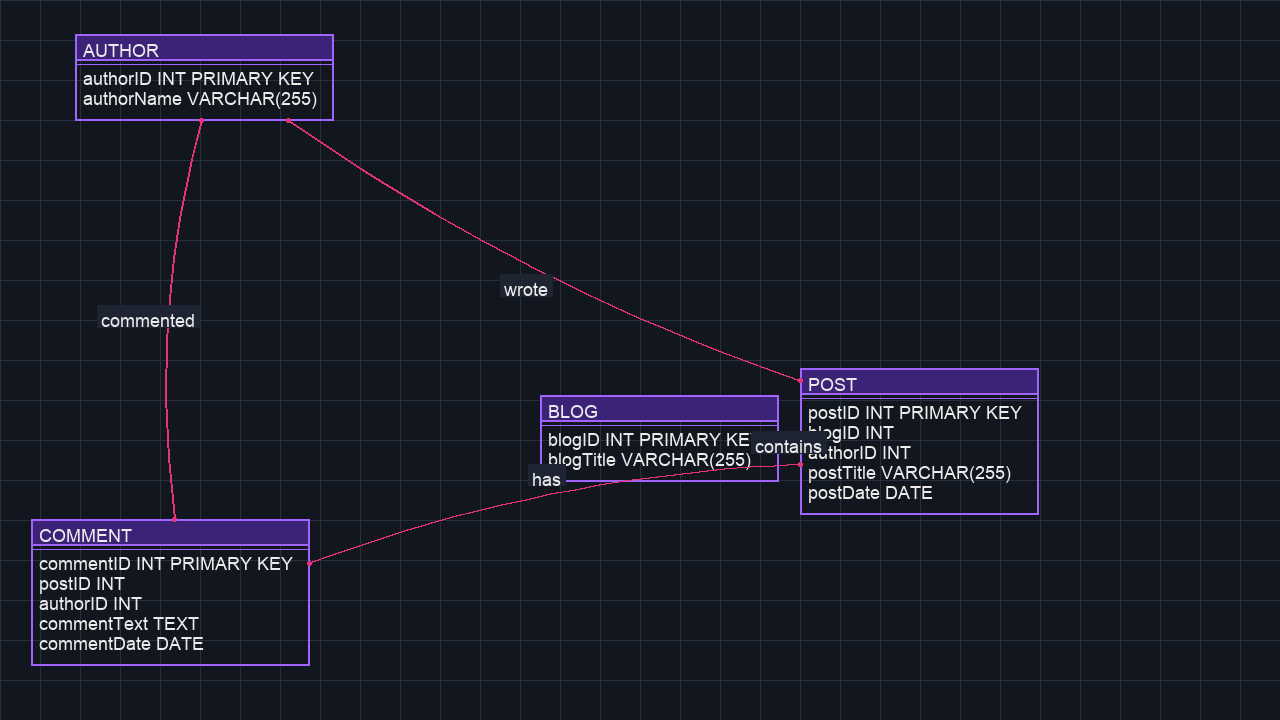 AUTHOR
authorID INT PRIMARY KEY
authorName VARCHAR(255)
wrote
commented
POST
postID INT PRIMARY KEY
blogID INT
authorID INT
postTitle VARCHAR(255)
postDate DATE
BLOG
blogID INT PRIMARY KE
blogTitle VARCHAR(255)
contains
has
COMMENT
commentID INT PRIMARY KEY
postID INT
authorID INT
commentText TEXT
commentDate DATE